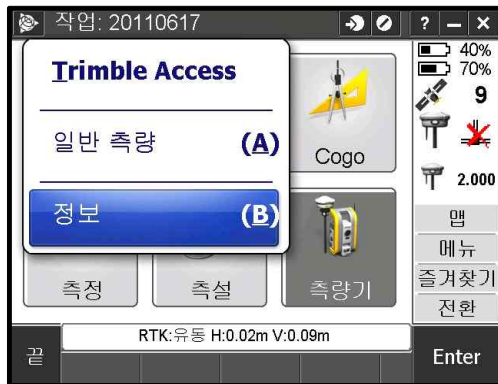 작업: 20110617
? – ×
Trimble Access
일반 측량 (A)
정보 (B)
Cogo
측정
측설
측량기
40%
70%
9
2.000
맵
메뉴
즐겨찾기
전환
RTK:유동 H:0.02m V:0.09m
끝
Enter